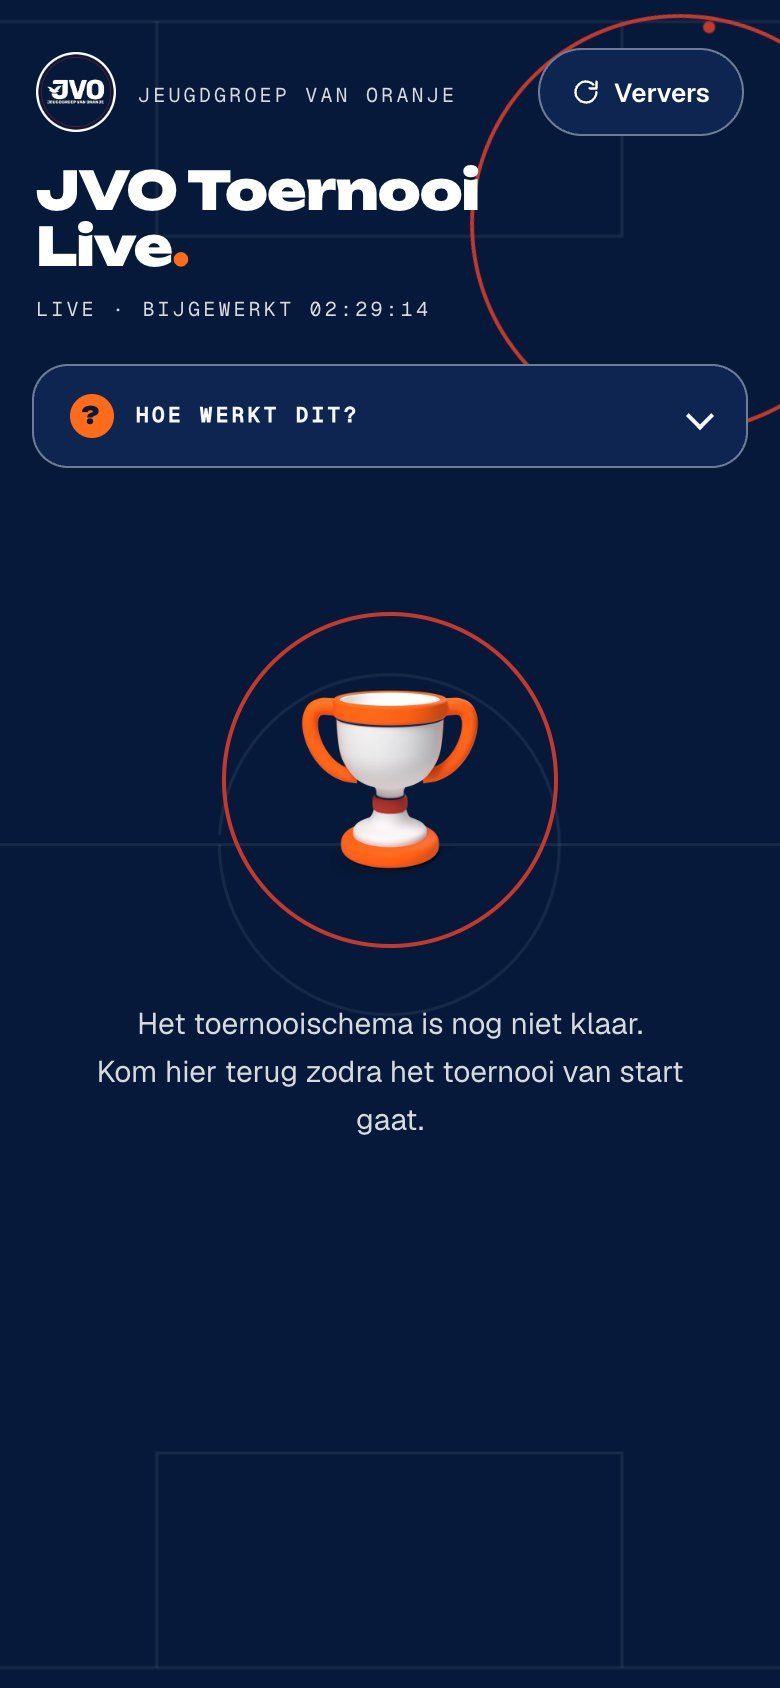 JVO
JEUGDGROEP VAN ORANJE
JEUGDGROEP VAN ORANJE
Ververs
JVO Toernooi
Live.
LIVE · BIJGEWERKT 02:29:14
? HOE WERKT DIT?
Het toernooischema is nog niet klaar.
Kom hier terug zodra het toernooi van start
gaat.